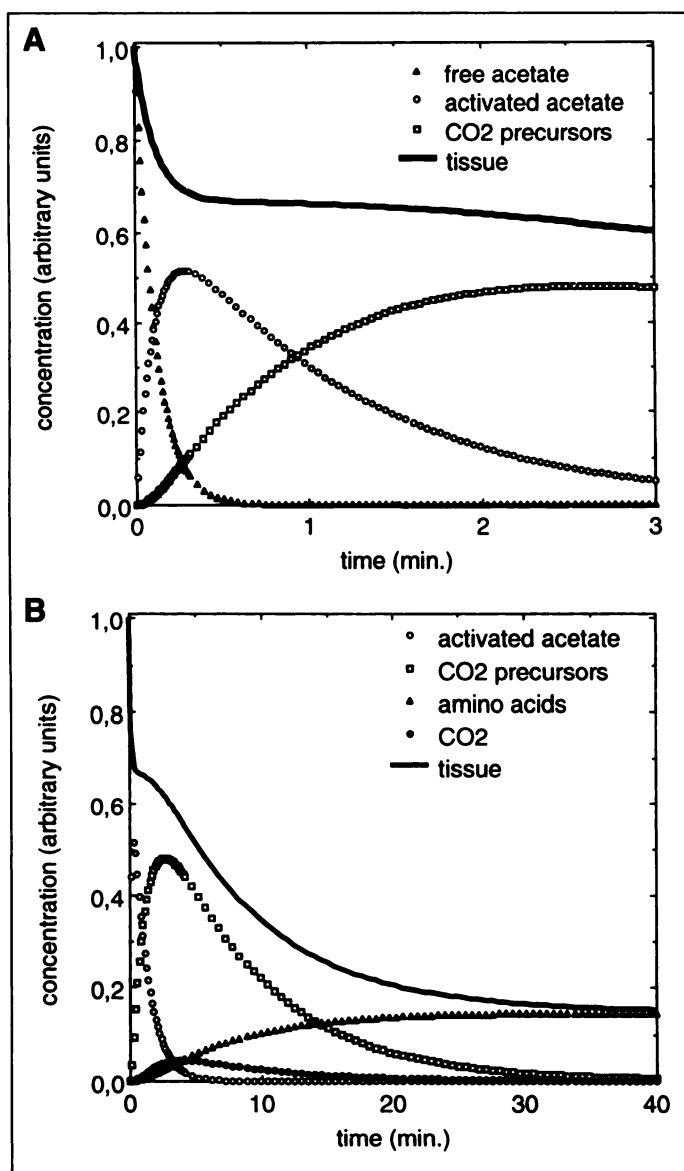 A
1,0
0,8
0,6
0,4
0,2
0,0
concentration (arbitrary units)
free acetate
activated acetate
CO2 precursors
tissue
0 1 2 3
time (min.)
B
1,0
0,8
0,6
0,4
0,2
0,0
concentration (arbitrary units)
activated acetate
CO2 precursors
amino acids
CO2
tissue
0 10 20 30 40
time (min.)